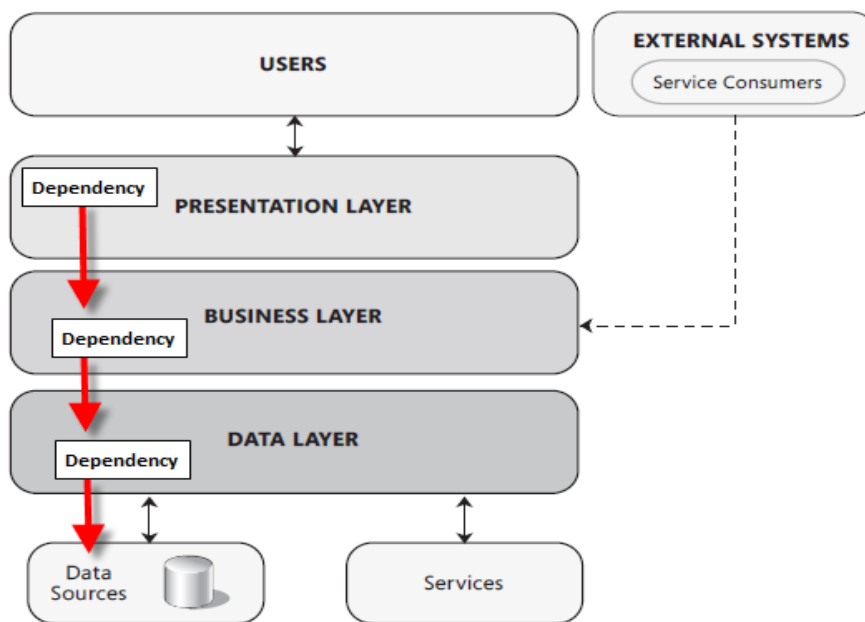 USERS
EXTERNAL SYSTEMS
Service Consumers
Dependency
PRESENTATION LAYER
BUSINESS LAYER
Dependency
DATA LAYER
Dependency
Data
Sources
Services